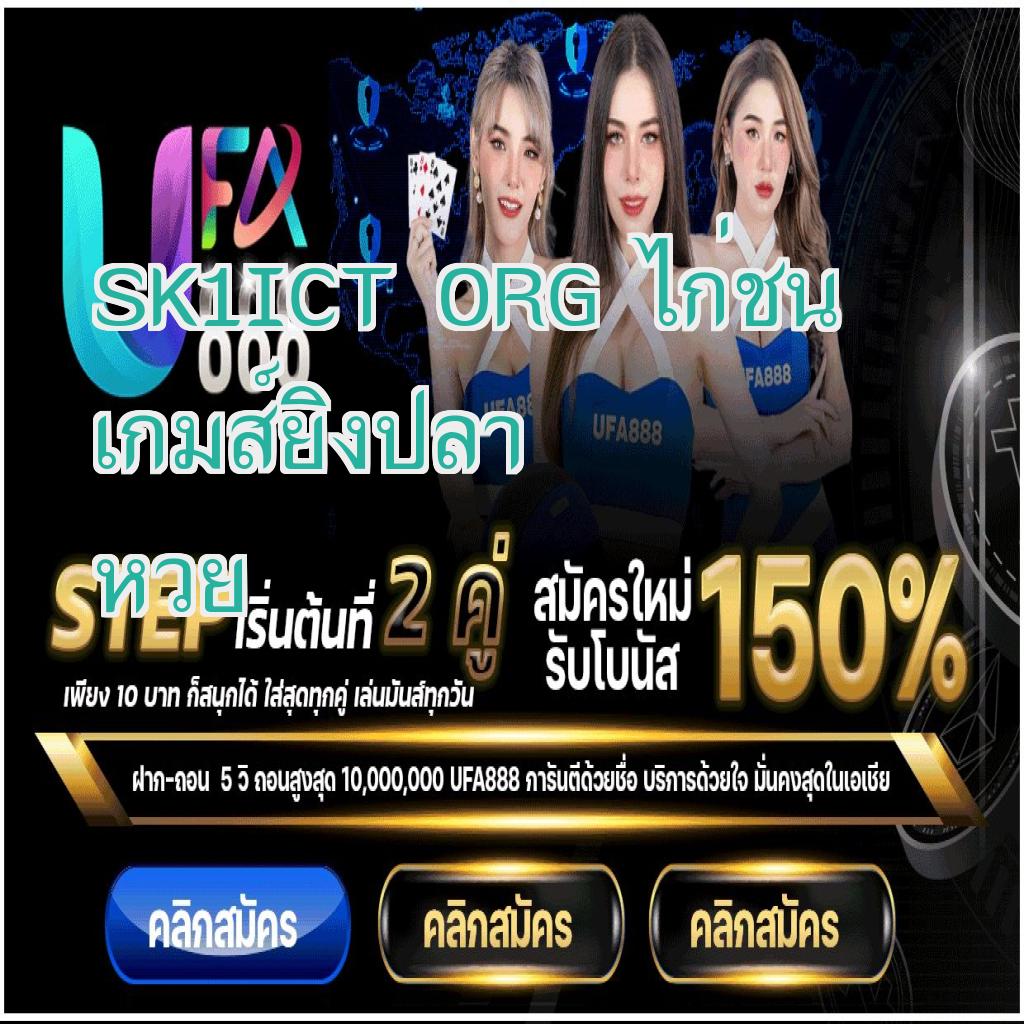 UFA
SK1ICT ORG ไก่ชน
UFA888
UFA888
เกมส์ยิงปลา
หวย
STEP เริ่มต้นที่ 2 คู่
สมัครใหม่
รับโบนัส
150%
เพียง 10 บาท ก็สนุกได้ ใส่สุดทุกคู่ เล่นมันส์ทุกวัน
ฝาก-ถอน 5 วิ ถอนสูงสุด 10,000,000 UFA888 การันตีด้วยชื่อ บริการด้วยใจ มั่นคงสุดในเอเชีย
คลิกสมัคร
คลิกสมัคร
คลิกสมัคร